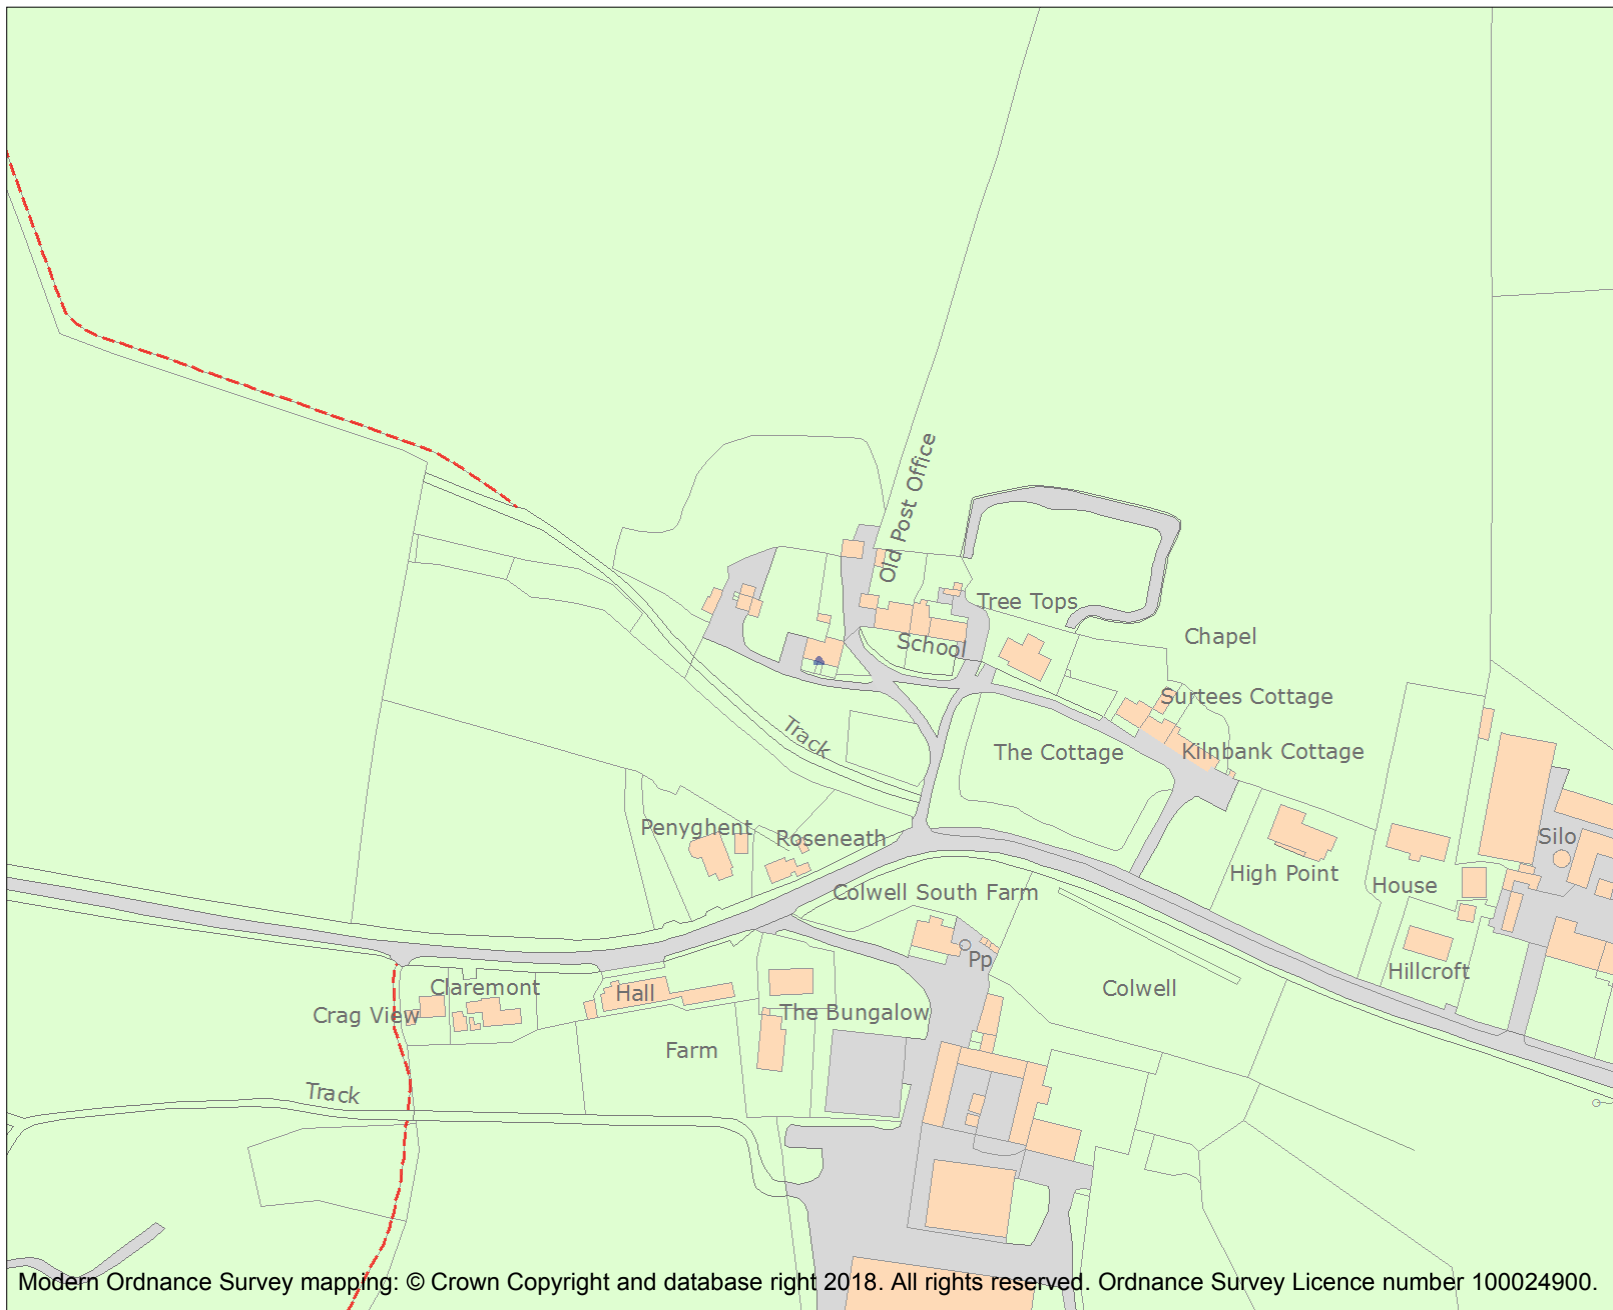 Old Post Office
Tree Tops
School
Chapel
Surtees Cottage
Track
The Cottage
Kilnbank Cottage
Penyghent
Roseneath
Silo
High Point
House
Colwell South Farm
Pp
Hillcroft
Claremont
Hall
Colwell
Crag View
The Bungalow
Farm
Track
Modern Ordnance Survey mapping: © Crown Copyright and database right 2018. All rights reserved. Ordnance Survey Licence number 100024900.